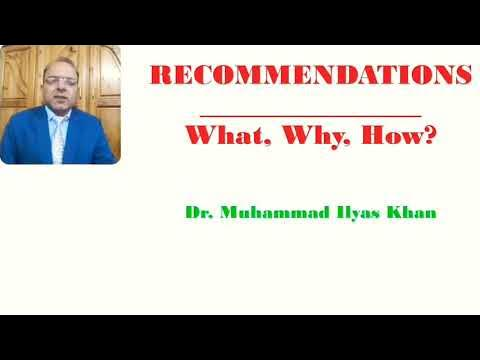 RECOMMENDATIONS
What, Why, How?
Dr. Muhammad Ilyas Khan